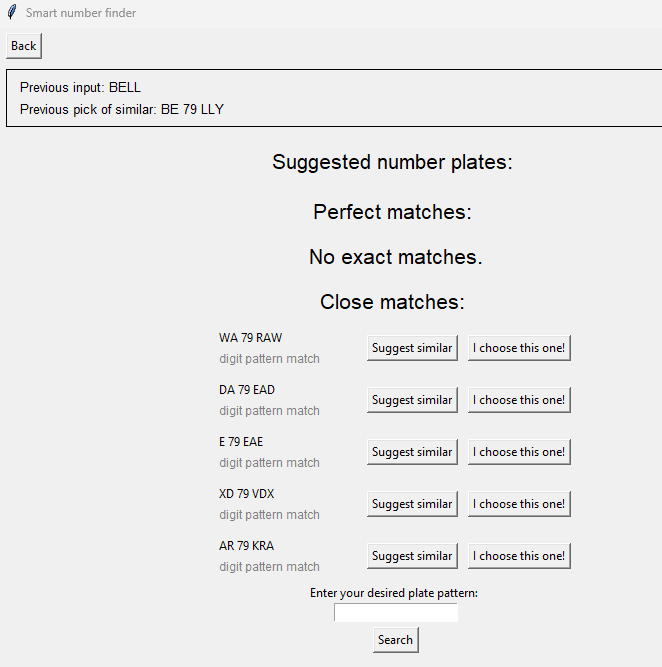 Smart number finder
Back
Previous input: BELL
Previous pick of similar: BE 79 LLY
Suggested number plates:
Perfect matches:
No exact matches.
Close matches:
WA 79 RAW
digit pattern match
Suggest similar
I choose this one!
DA 79 EAD
digit pattern match
Suggest similar
I choose this one!
E 79 EAE
digit pattern match
Suggest similar
I choose this one!
XD 79 VDX
digit pattern match
Suggest similar
I choose this one!
AR 79 KRA
digit pattern match
Suggest similar
I choose this one!
Enter your desired plate pattern:
Search